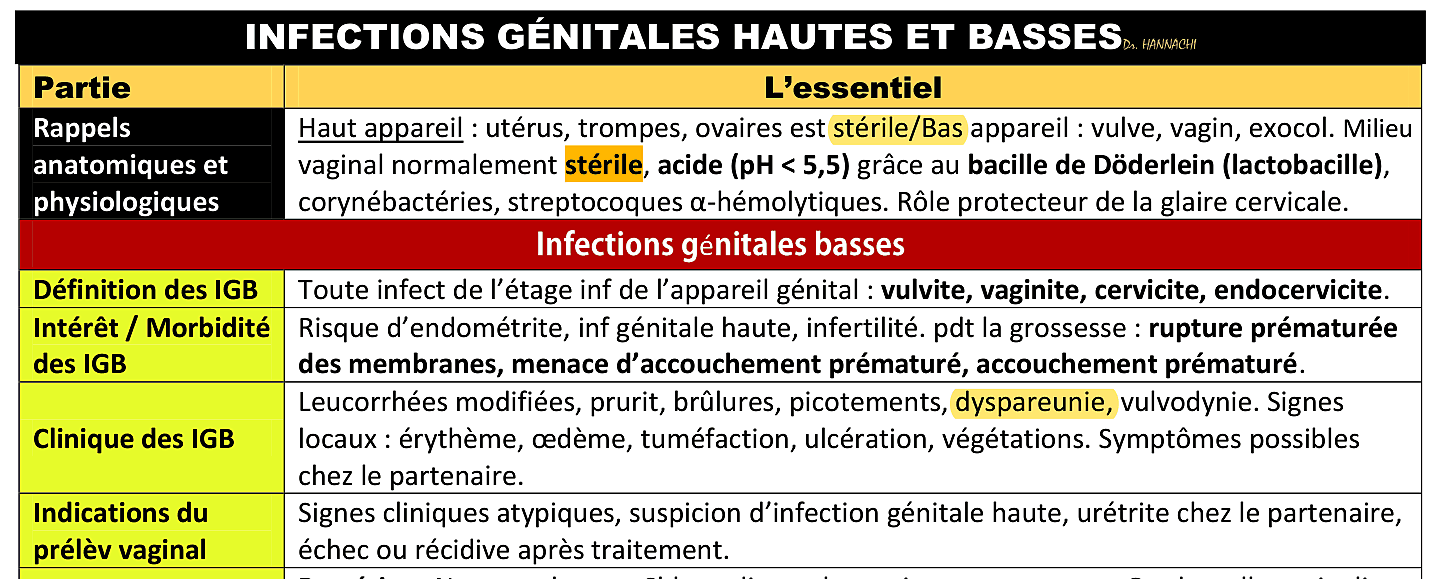 INFECTIONS GÉNITALES HAUTES ET BASSES Dr. HANNACHI
Partie L’essentiel
Rappels anatomiques et physiologiques
Haut appareil : utérus, trompes, ovaires est stérile/Bas appareil : vulve, vagin, exocol. Milieu
vaginal normalement stérile, acide (pH < 5,5) grâce au bacille de Döderlein (lactobacille),
corynébactéries, streptocoques α-hémolytiques. Rôle protecteur de la glaire cervicale.
Infections génitales basses
Définition des IGB
Toute infect de l’étage inf de l’appareil génital : vulvite, vaginite, cervicite, endocervicite.
Intérêt / Morbidité
des IGB
Risque d’endométrite, inf génitale haute, infertilité. pdt la grossesse : rupture prématurée
des membranes, menace d’accouchement prématuré, accouchement prématuré.
Clinique des IGB
Leucorrhées modifiées, prurit, brûlures, picotements, dyspareunie, vulvodynie. Signes
locaux : érythème, œdème, tuméfaction, ulcération, végétations. Symptômes possibles
chez le partenaire.
Indications du
prélèv vaginal
Signes cliniques atypiques, suspicion d’infection génitale haute, urétrite chez le partenaire,
échec ou récidive après traitement.